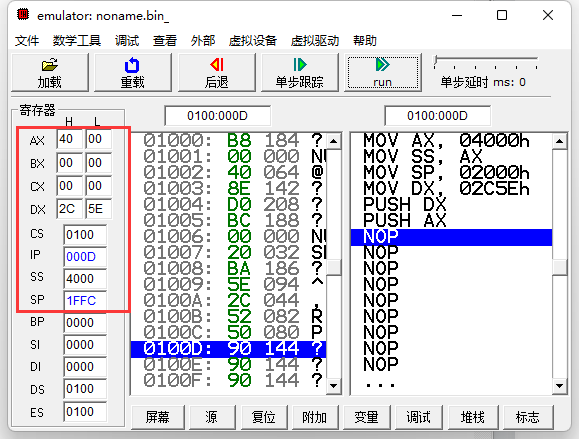 emulator: noname.bin_
文件 数学工具 调试 查看 外部 虚拟设备 虚拟驱动 帮助
加载 重载 后退 单步跟踪 run 单步延时 ms: 0
寄存器
H L
AX 40 00
BX 00 00
CX 00 00
DX 2C 5E
CS 0100
IP 000D
SS 4000
SP 1FFC
BP 0000
SI 0000
DI 0000
DS 0100
ES 0100
0100:000D
01000: B8 184 ?
01001: 00 000 NU
01002: 40 064 @
01003: 8E 142 ?
01004: D0 208 ?
01005: BC 188 ?
01006: 00 000 NU
01007: 20 032 SP
01008: BA 186 ?
01009: 5E 094 ^
0100A: 2C 044 ,
0100B: 52 082 R
0100C: 50 080 P
0100D: 90 144 ?
0100E: 90 144 ?
0100F: 90 144 ?
0100:000D
MOV AX, 04000h
MOV SS, AX
MOV SP, 02000h
MOV DX, 02C5Eh
PUSH DX
PUSH AX
NOP
NOP
NOP
NOP
NOP
NOP
NOP
NOP
NOP
...
屏幕 源 复位 附加 变量 调试 堆栈 标志